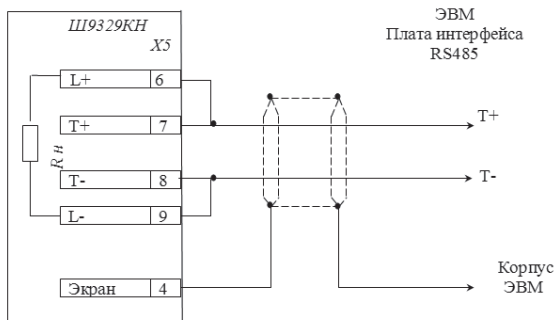 Ш9329КН
X5
L+ 6
T+ 7
R н
T- 8
L- 9
Экран 4
ЭВМ
Плата интерфейса
RS485
T+
T-
Корпус
ЭВМ